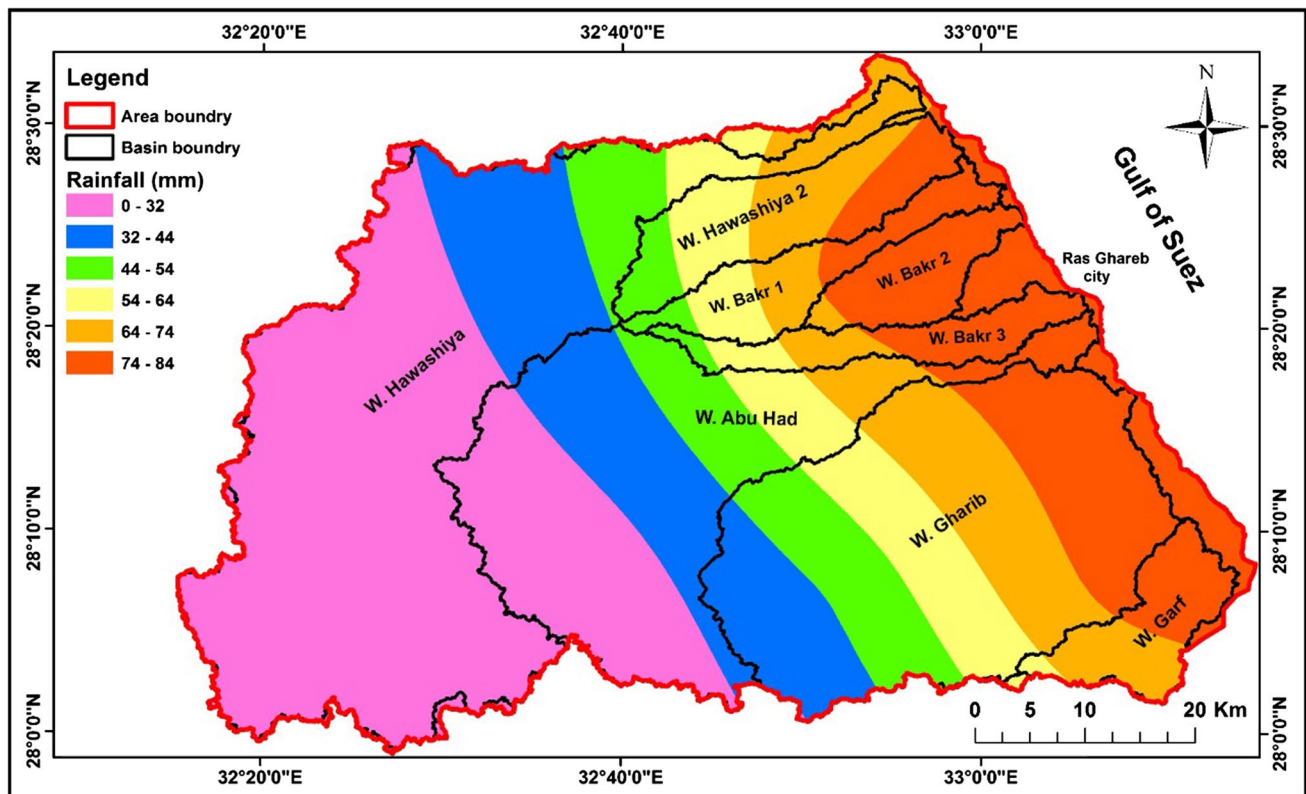 32°20'0"E
32°40'0"E
33°0'0"E
N
Legend
Area boundry
Basin boundry
Rainfall (mm)
0 - 32
32 - 44
44 - 54
54 - 64
64 - 74
74 - 84
28°30'0"N
28°20'0"N
28°10'0"N
28°0'0"N
28°30'0"N
28°20'0"N
28°10'0"N
28°0'0"N
Gulf of Suez
Ras Ghareb
city
W. Hawashiya 2
W. Bakr 2
W. Bakr 1
W. Bakr 3
W. Hawashiya
W. Abu Had
W. Gharib
W. Garf
0 5 10 20 Km
32°20'0"E
32°40'0"E
33°0'0"E